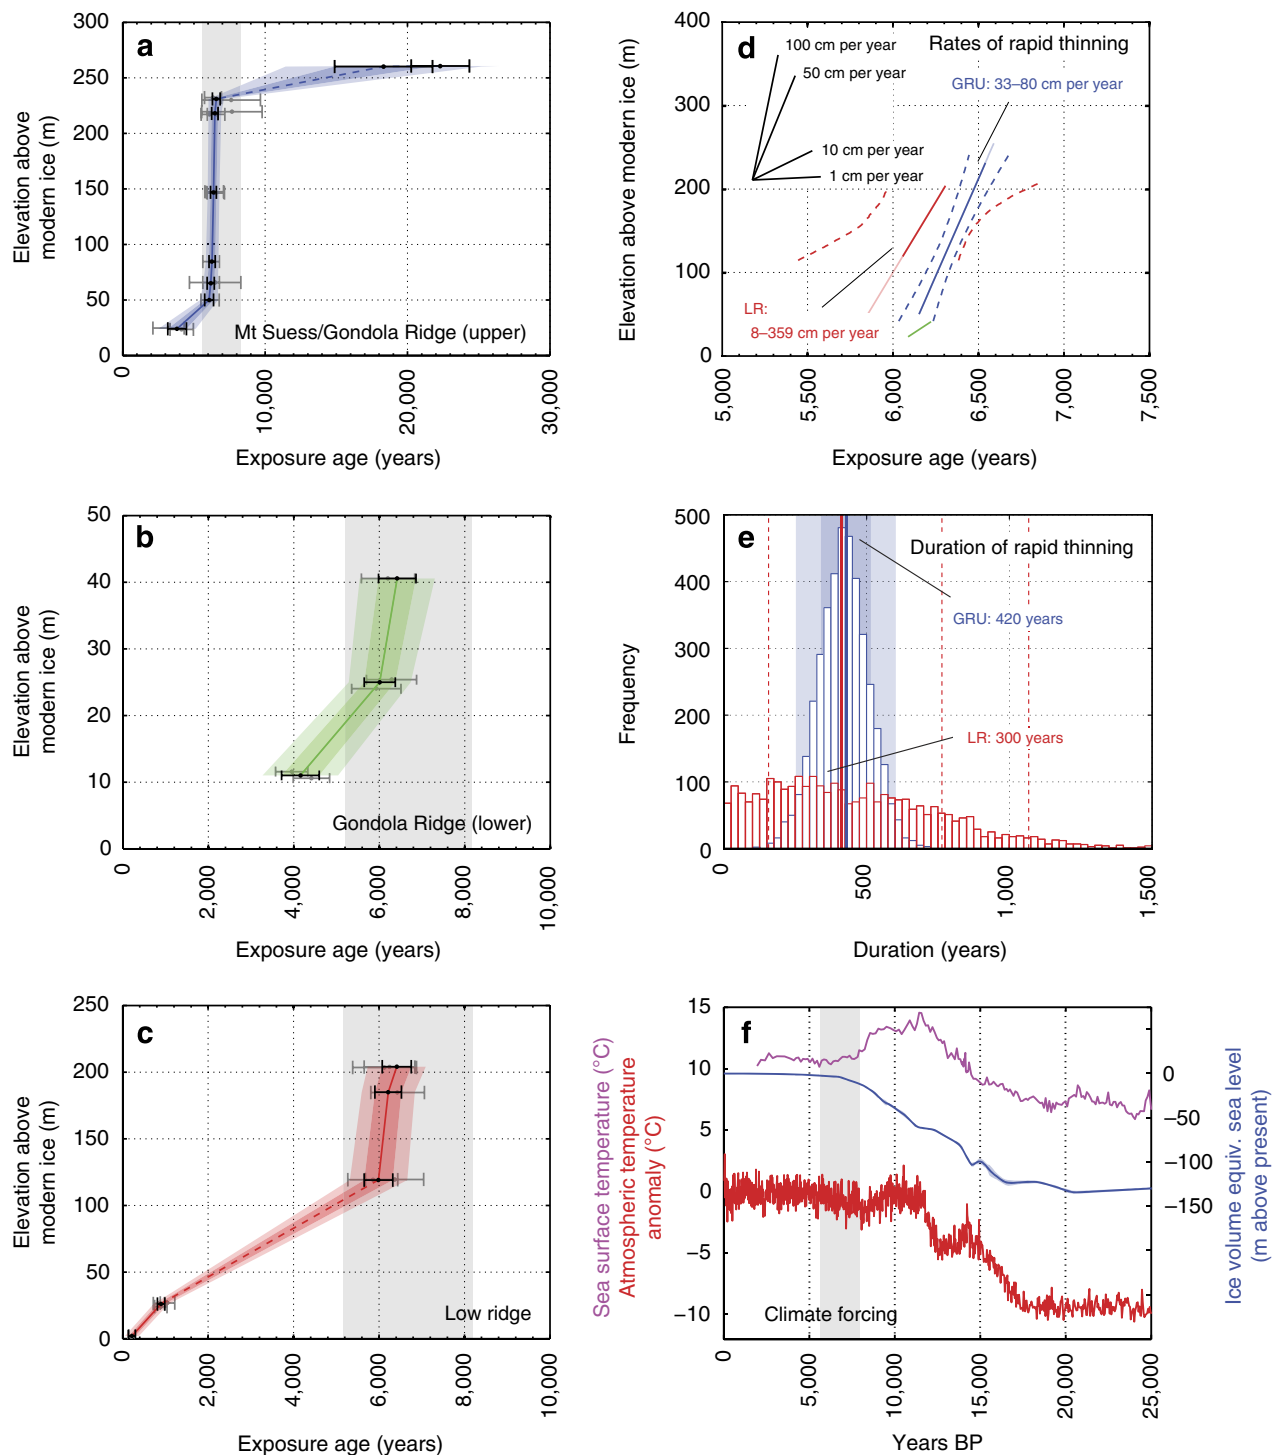 a
300
250
200
150
100
50
0
Elevation above
modern ice (m)
Mt Suess/Gondola Ridge (upper)
0
10,000
20,000
30,000
Exposure age (years)
d
400
300
200
100
0
Elevation above modern ice (m)
100 cm per year
50 cm per year
10 cm per year
1 cm per year
Rates of rapid thinning
GRU: 33–80 cm per year
LR:
8–359 cm per year
5,000
5,500
6,000
6,500
7,000
7,500
Exposure age (years)
b
50
40
30
20
10
0
Elevation above
modern ice (m)
Gondola Ridge (lower)
0
2,000
4,000
6,000
8,000
10,000
Exposure age (years)
e
500
400
300
200
100
0
Frequency
Duration of rapid thinning
GRU: 420 years
LR: 300 years
0
500
1,000
1,500
Duration (years)
c
250
200
150
100
50
0
Elevation above
modern ice (m)
Low ridge
0
2,000
4,000
6,000
8,000
10,000
Exposure age (years)
f
15
10
5
0
−5
−10
Sea surface temperature (°C)
Atmospheric temperature
anomaly (°C)
0
−50
−100
−150
Ice volume equiv. sea level
(m above present)
Climate forcing
0
5,000
10,000
15,000
20,000
25,000
Years BP